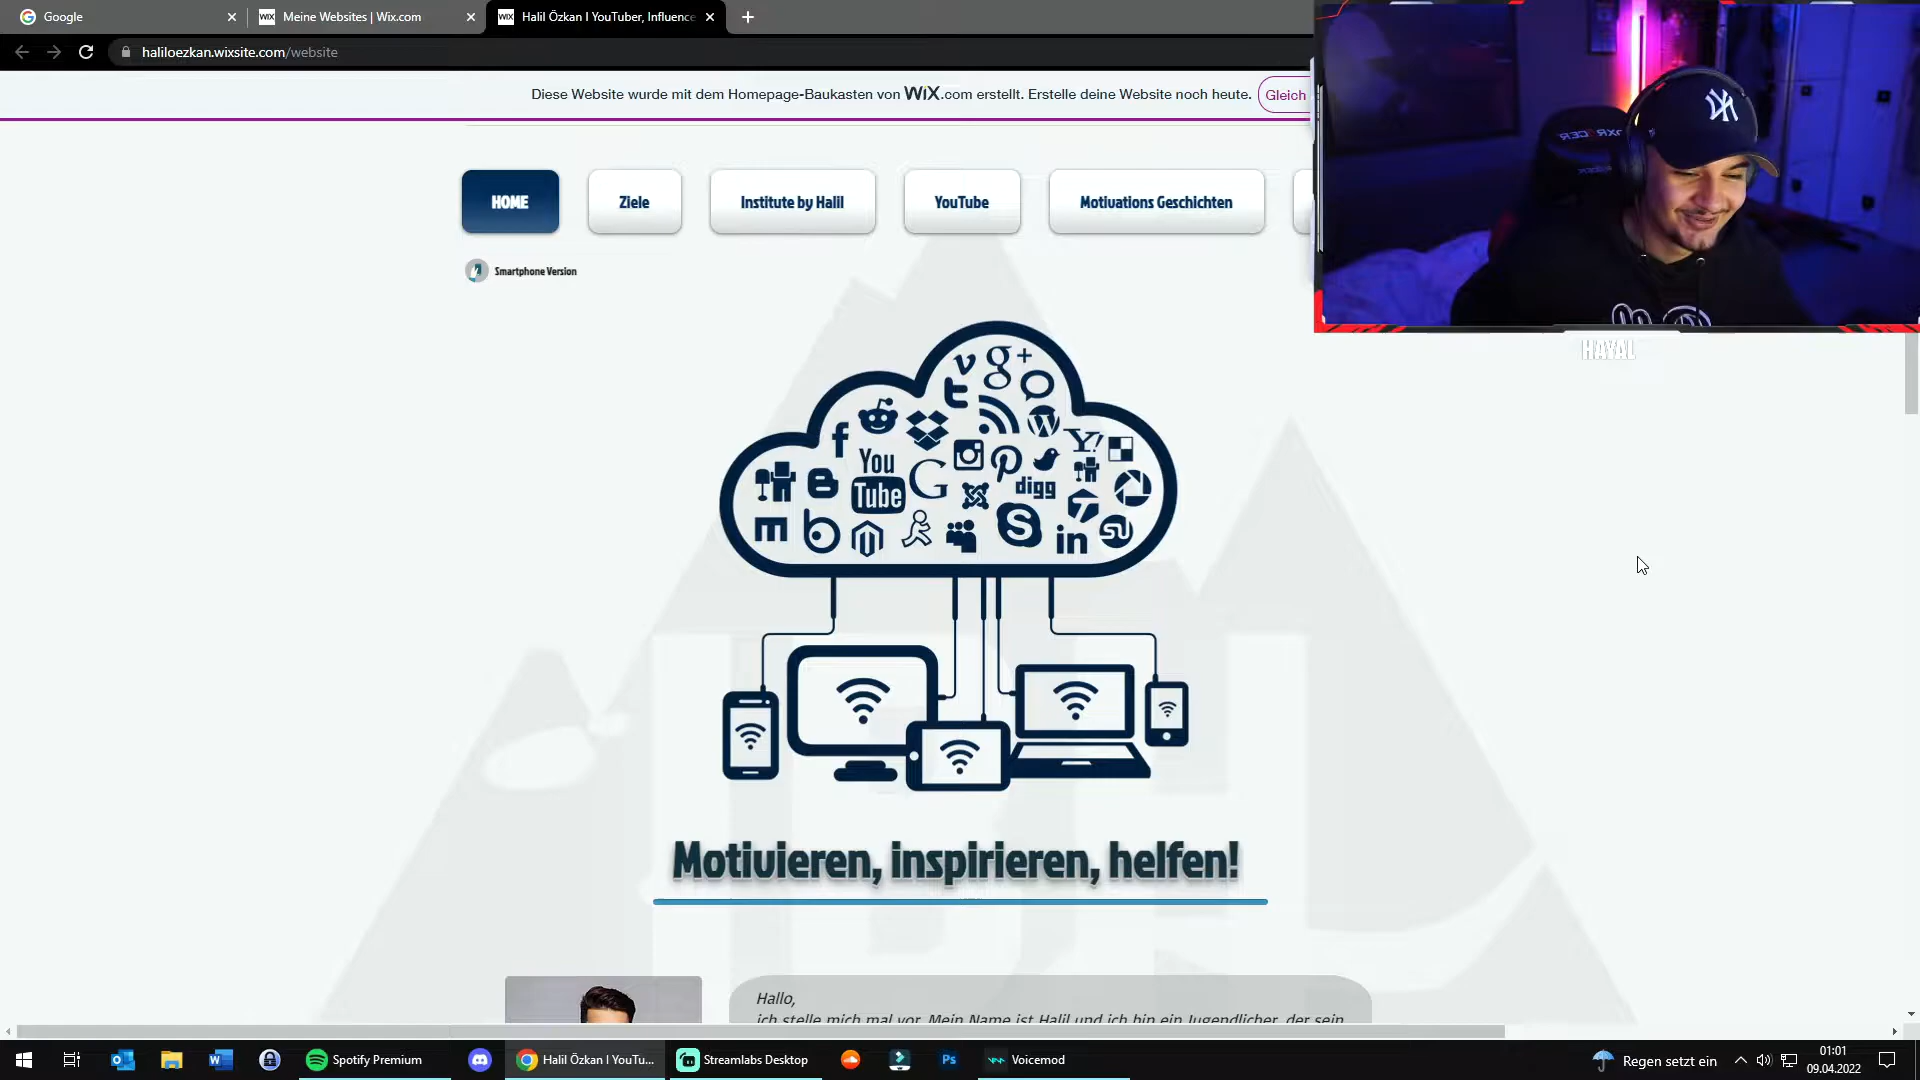 Google
WiX Meine Websites | Wix.com
WiX Halil Özkan I YouTuber, Influence
haliloezkan.wixsite.com/website
Diese Website wurde mit dem Homepage-Baukasten von WiX.com erstellt. Erstelle deine Website noch heute.
Gleich
HOME
Ziele
Institute by Halil
YouTube
Motivations Geschichten
Smartphone Version
HAYAL
You
Tube
digg
Motivieren, inspirieren, helfen!
Hallo,
ich stelle mich mal vor. Mein Name ist Halil und ich bin ein Jugendlicher, der sein
Spotify Premium
Halil Özkan I YouTu...
Streamlabs Desktop
Ps
Voicemod
Regen setzt ein
01:01
09.04.2022